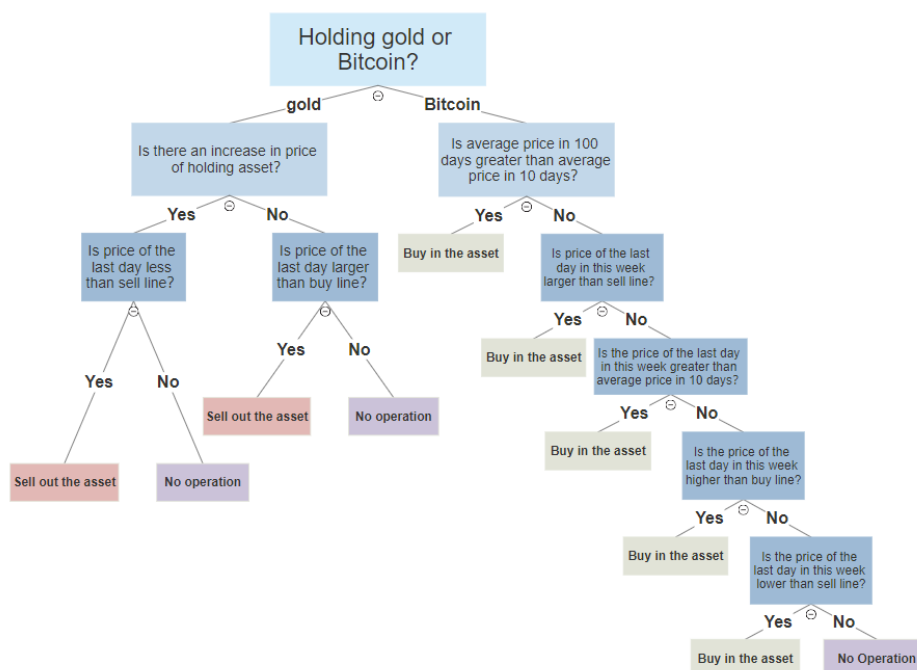 Holding gold or
Bitcoin?
gold
Bitcoin
Is there an increase in price
of holding asset?
Is average price in 100
days greater than average
price in 10 days?
Yes
No
Yes
No
Is price of the
last day less
than sell line?
Is price of the
last day larger
than buy line?
Buy in the asset
Is price of the last
day in this week
larger than sell line?
Yes
No
Yes
No
Yes
No
Buy in the asset
Is the price of the last day
in this week greater than
average price in 10 days?
Sell out the asset
No operation
Yes
No
Sell out the asset
No operation
Buy in the asset
Is the price of the
last day in this week
higher than buy line?
Yes
No
Buy in the asset
Is the price of the
last day in this week
lower than sell line?
Yes
No
Buy in the asset
No Operation